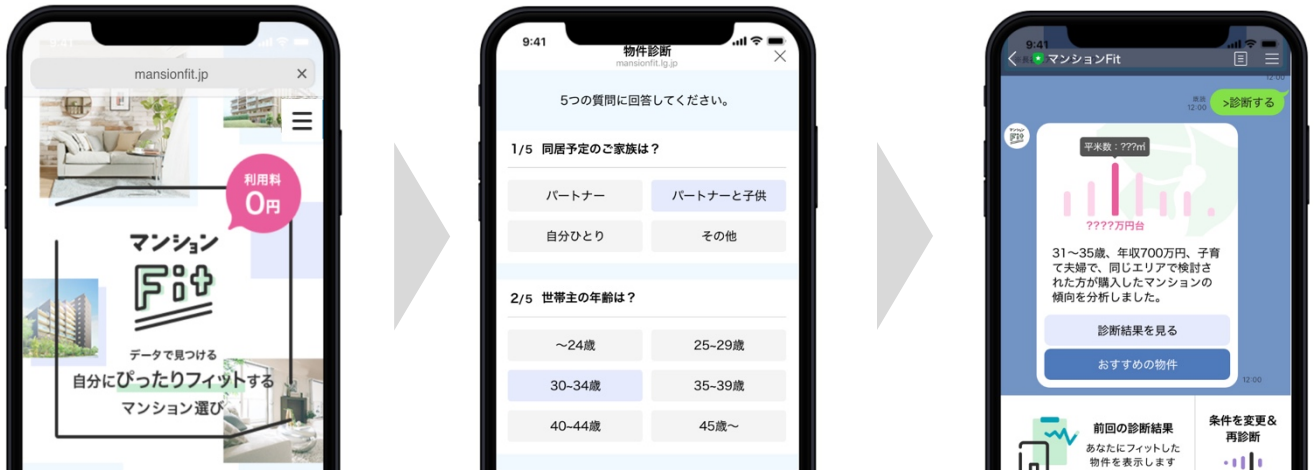 9:41
mansionfit.jp
×
利用料
0円
マンション
Fit
データで見つける
自分にぴったりフィットする
マンション選び
9:41
物件診断
mansionfit.lg.jp
×
5つの質問に回答してください。
1/5 同居予定のご家族は？
パートナー
パートナーと子供
自分ひとり
その他
2/5 世帯主の年齢は？
〜24歳
25~29歳
30~34歳
35~39歳
40~44歳
45歳〜
9:41
マンションFit
12:00
既読
12:00
>診断する
マンション
Fit
平米数：???㎡
????万円台
31〜35歳、年収700万円、子育
て夫婦で、同じエリアで検討さ
れた方が購入したマンションの
傾向を分析しました。
診断結果を見る
おすすめの物件
12:00
前回の診断結果
あなたにフィットした
物件を表示します
条件を変更&
再診断